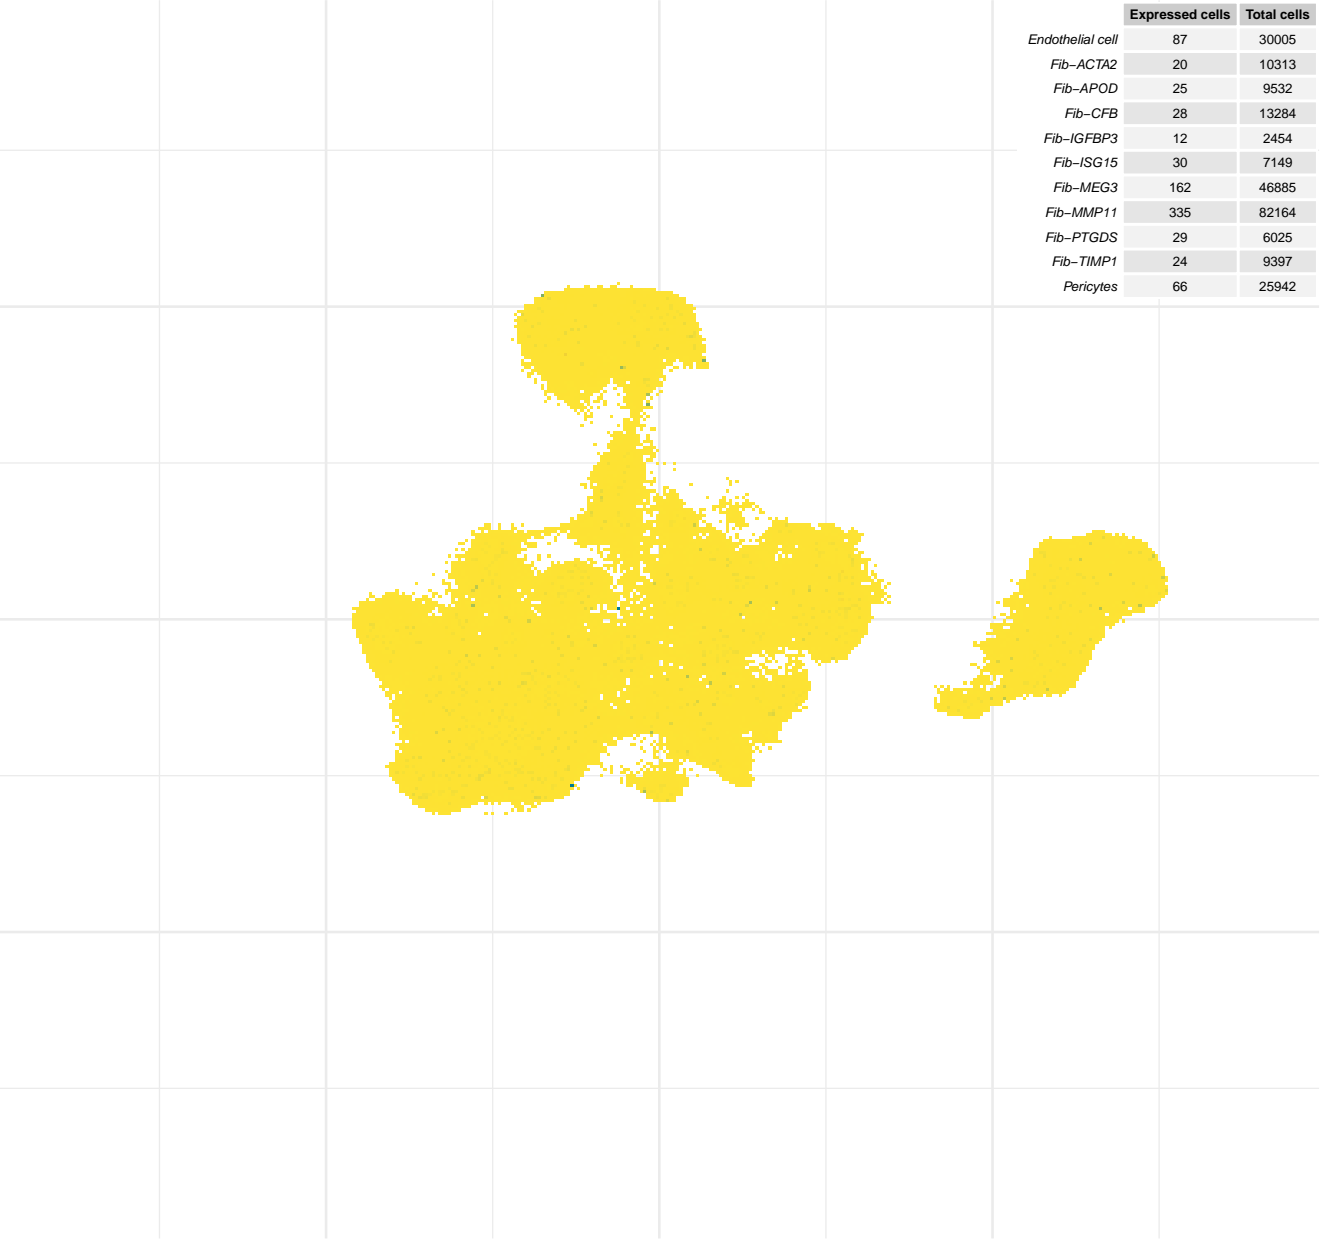 Expressed cells Total cells
Endothelial cell 87 30005
Fib−ACTA2 20 10313
Fib−APOD 25 9532
Fib−CFB 28 13284
Fib−IGFBP3 12 2454
Fib−ISG15 30 7149
Fib−MEG3 162 46885
Fib−MMP11 335 82164
Fib−PTGDS 29 6025
Fib−TIMP1 24 9397
Pericytes 66 25942